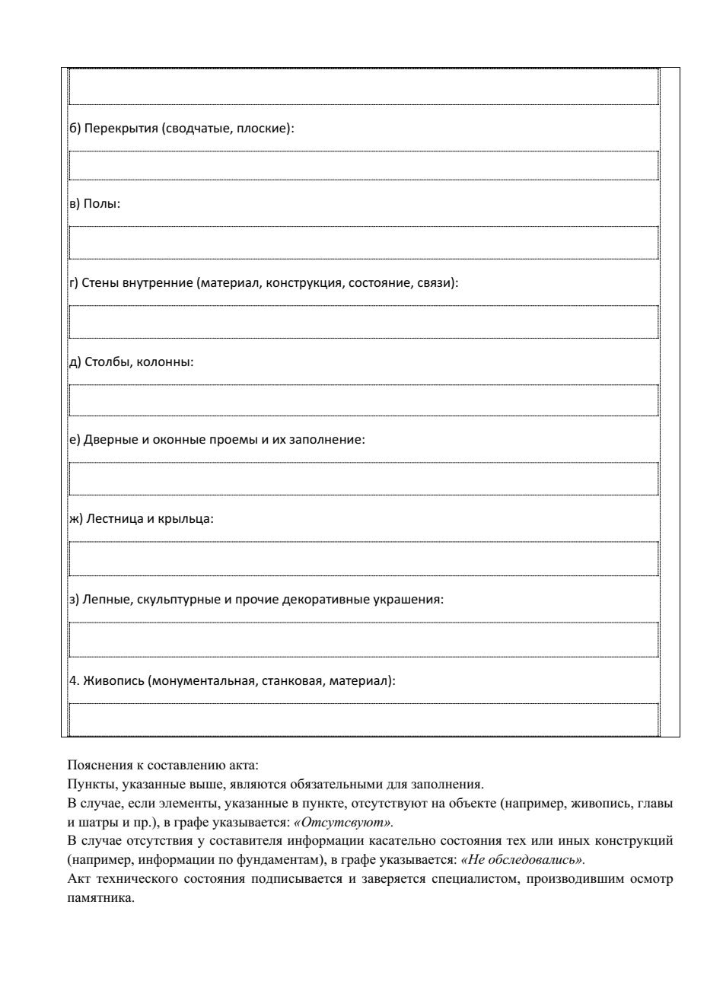 б) Перекрытия (сводчатые, плоские):
в) Полы:
г) Стены внутренние (материал, конструкция, состояние, связи):
д) Столбы, колонны:
е) Дверные и оконные проемы и их заполнение:
ж) Лестница и крыльца:
з) Лепные, скульптурные и прочие декоративные украшения:
4. Живопись (монументальная, станковая, материал):
Пояснения к составлению акта:
Пункты, указанные выше, являются обязательными для заполнения.
В случае, если элементы, указанные в пункте, отсутствуют на объекте (например, живопись, главы
и шатры и пр.), в графе указывается: «Отсутсвуют».
В случае отсутствия у составителя информации касательно состояния тех или иных конструкций
(например, информации по фундаментам), в графе указывается: «Не обследовались».
Акт технического состояния подписывается и заверяется специалистом, производившим осмотр
памятника.